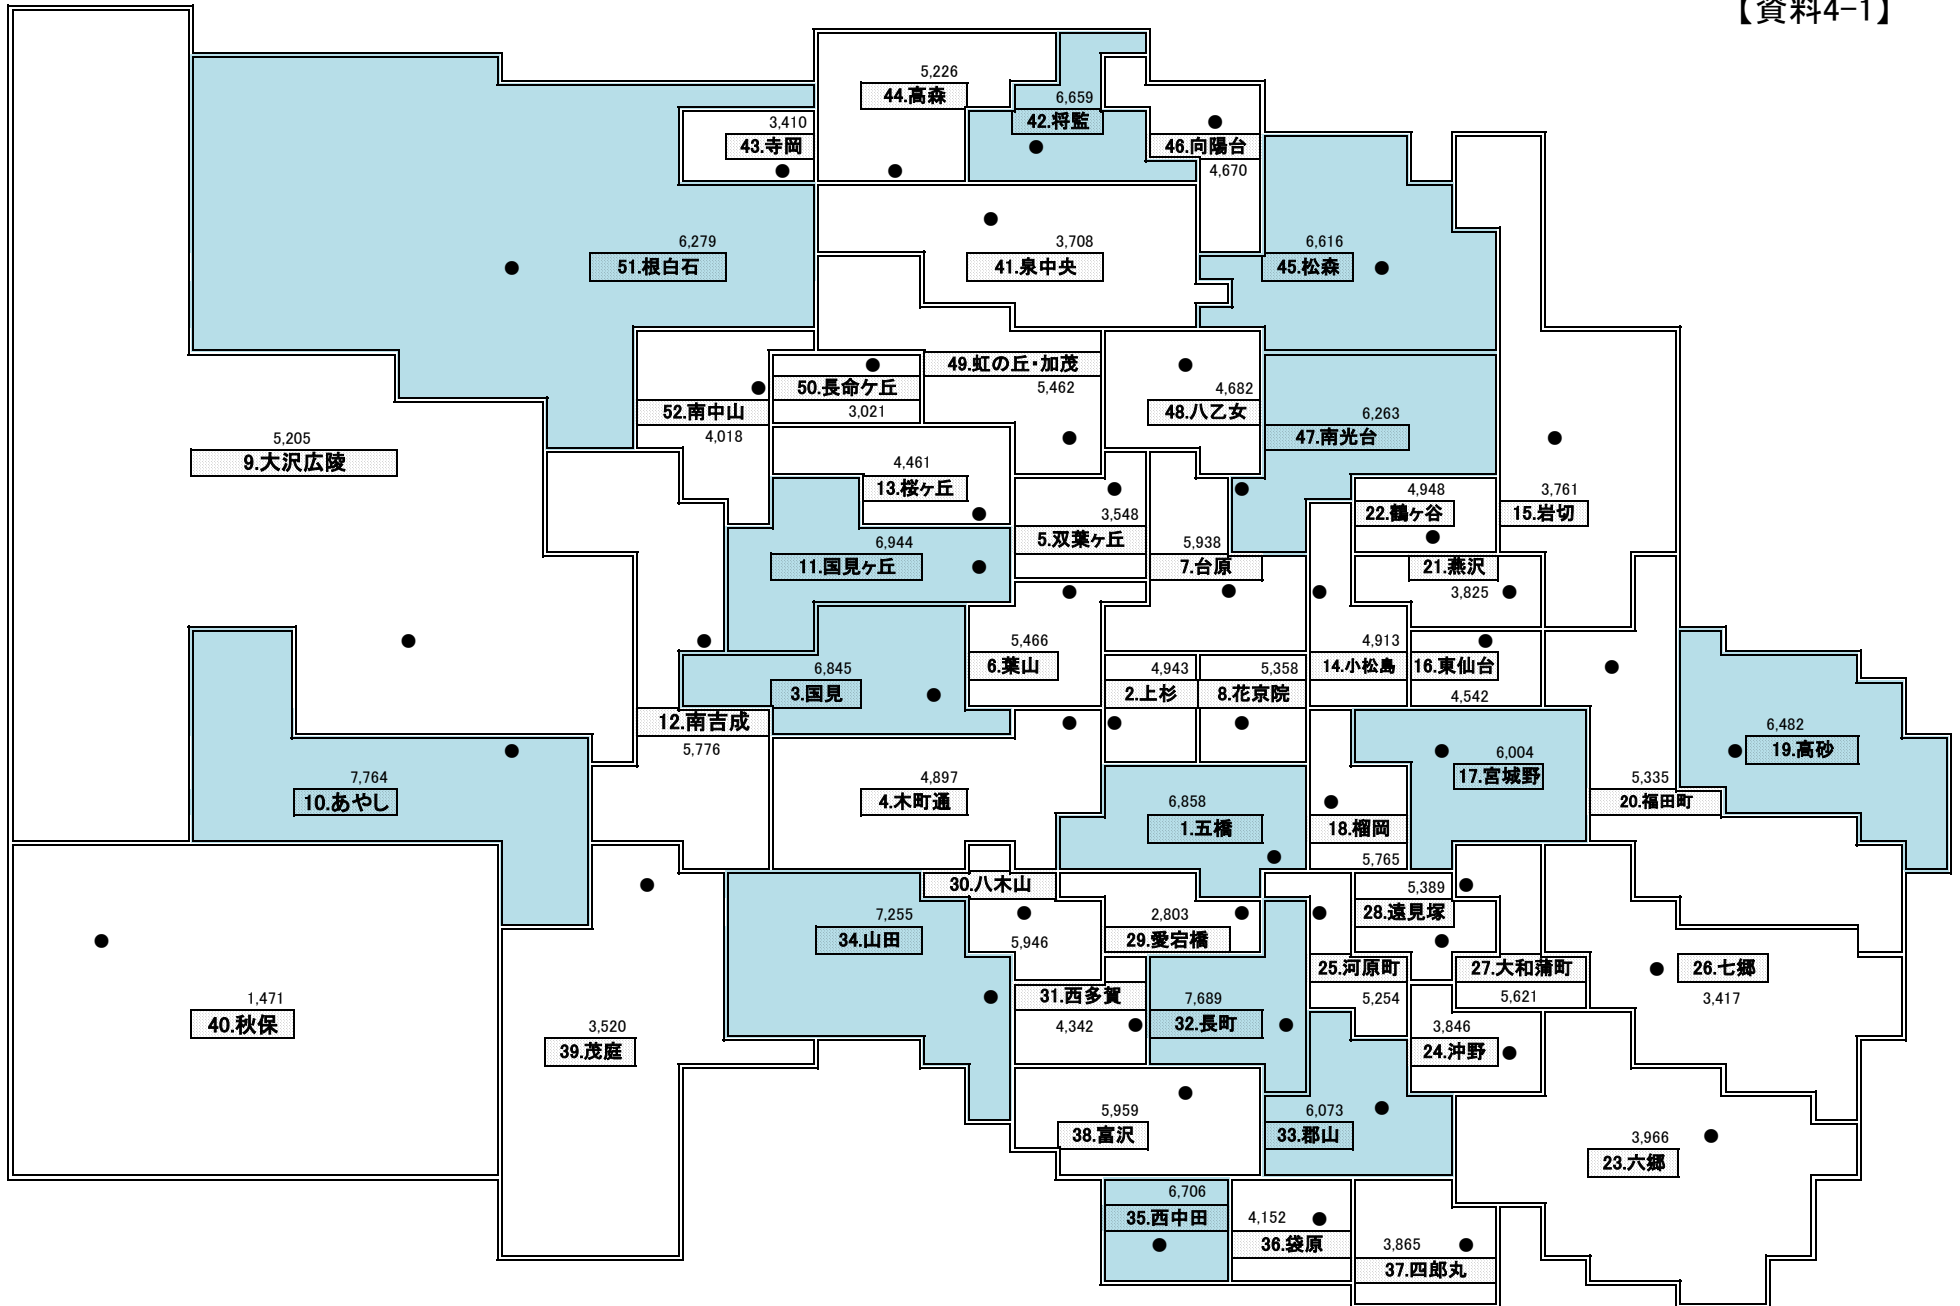 【資料4-1】
5,226
44.高森
6,659
42.将監
3,410
43.寺岡
46.向陽台
4,670
6,279
51.根白石
3,708
41.泉中央
6,616
45.松森
49.虹の丘・加茂
5,462
50.長命ケ丘
3,021
52.南中山
4,018
4,682
48.八乙女
6,263
47.南光台
5,205
9.大沢広陵
4,461
13.桜ヶ丘
3,548
5.双葉ヶ丘
4,948
22.鶴ヶ谷
3,761
15.岩切
6,944
11.国見ヶ丘
5,938
7.台原
21.燕沢
3,825
5,466
6.葉山
4,943
2.上杉
5,358
8.花京院
4,913
14.小松島
16.東仙台
4,542
6,845
3.国見
12.南吉成
5,776
6,482
19.高砂
7,764
10.あやし
4,897
4.木町通
6,858
1.五橋
18.榴岡
5,765
6,004
17.宮城野
5,335
20.福田町
30.八木山
5,946
7,255
34.山田
2,803
29.愛宕橋
5,389
28.遠見塚
25.河原町
5,254
27.大和蒲町
5,621
26.七郷
3,417
1,471
40.秋保
3,520
39.茂庭
31.西多賀
4,342
7,689
32.長町
3,846
24.沖野
5,959
38.富沢
6,073
33.郡山
3,966
23.六郷
6,706
35.西中田
4,152
36.袋原
3,865
37.四郎丸